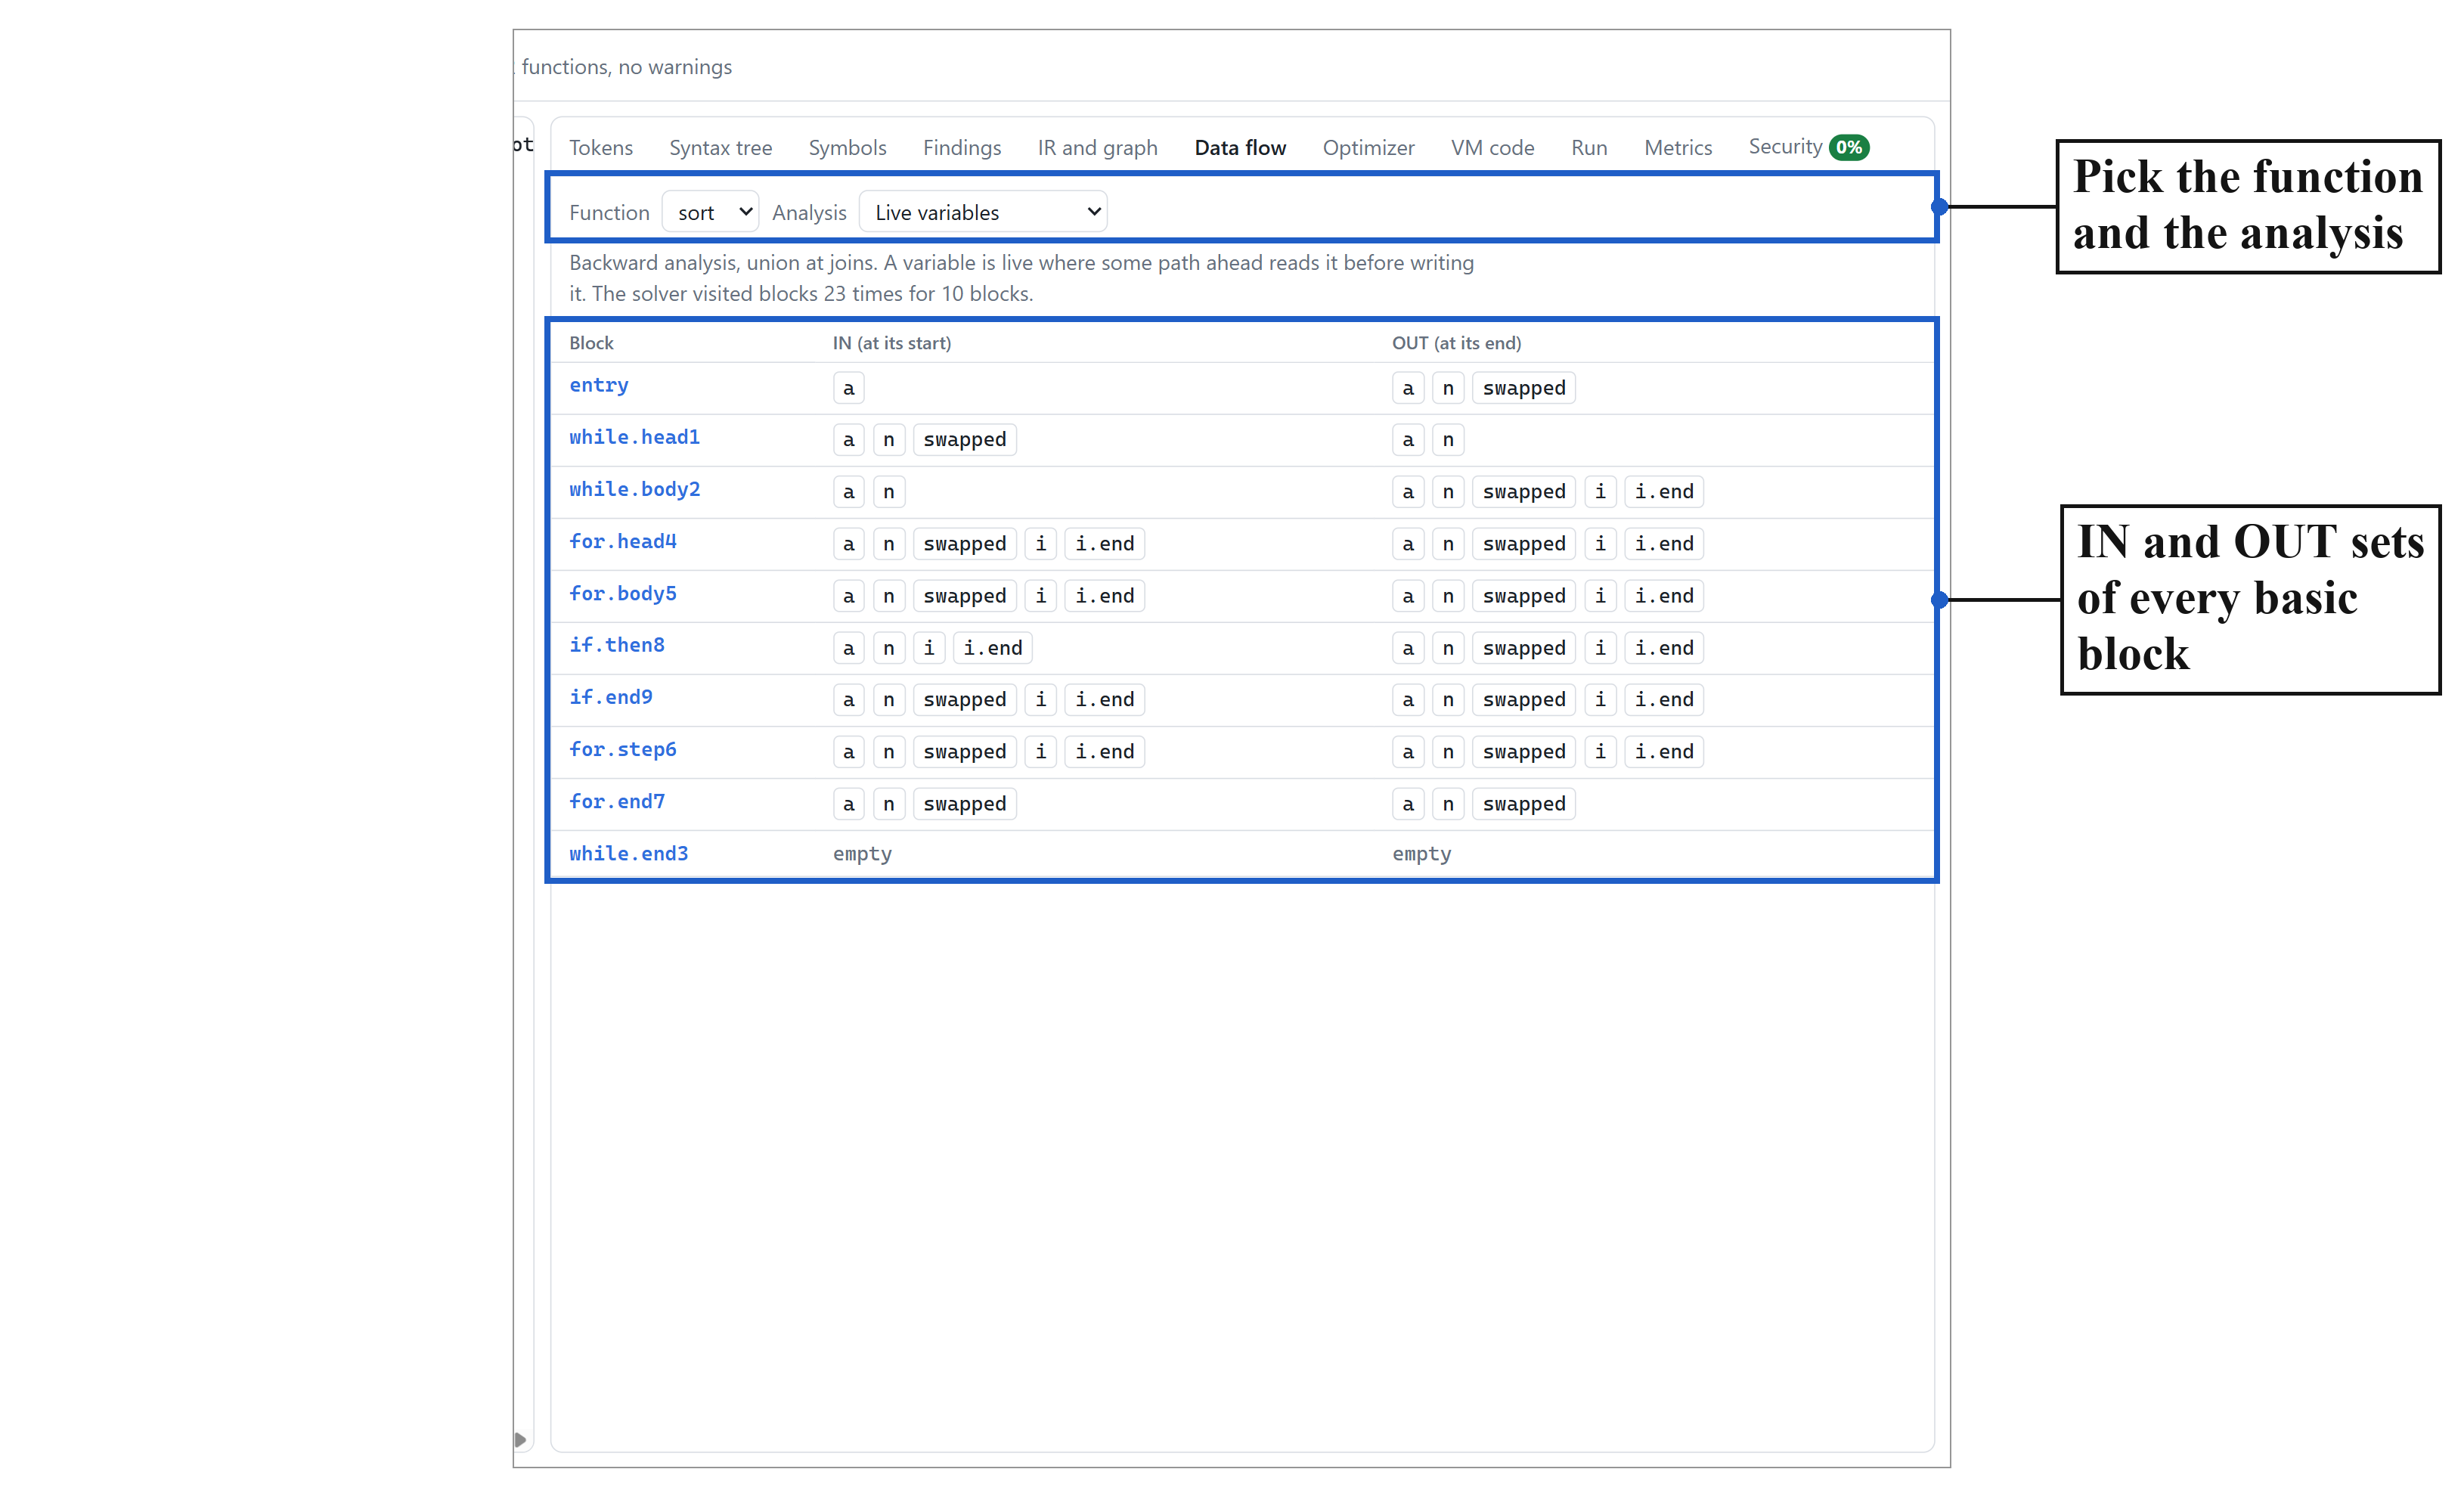 functions, no warnings
Tokens Syntax tree Symbols Findings IR and graph Data flow Optimizer VM code Run Metrics Security 0%
Function sort Analysis Live variables
Backward analysis, union at joins. A variable is live where some path ahead reads it before writing
it. The solver visited blocks 23 times for 10 blocks.
Block IN (at its start) OUT (at its end)
entry a a n swapped
while.head1 a n swapped a n
while.body2 a n a n swapped i i.end
for.head4 a n swapped i i.end a n swapped i i.end
for.body5 a n swapped i i.end a n swapped i i.end
if.then8 a n i i.end a n swapped i i.end
if.end9 a n swapped i i.end a n swapped i i.end
for.step6 a n swapped i i.end a n swapped i i.end
for.end7 a n swapped a n swapped
while.end3 empty empty
Pick the function
and the analysis
IN and OUT sets
of every basic
block